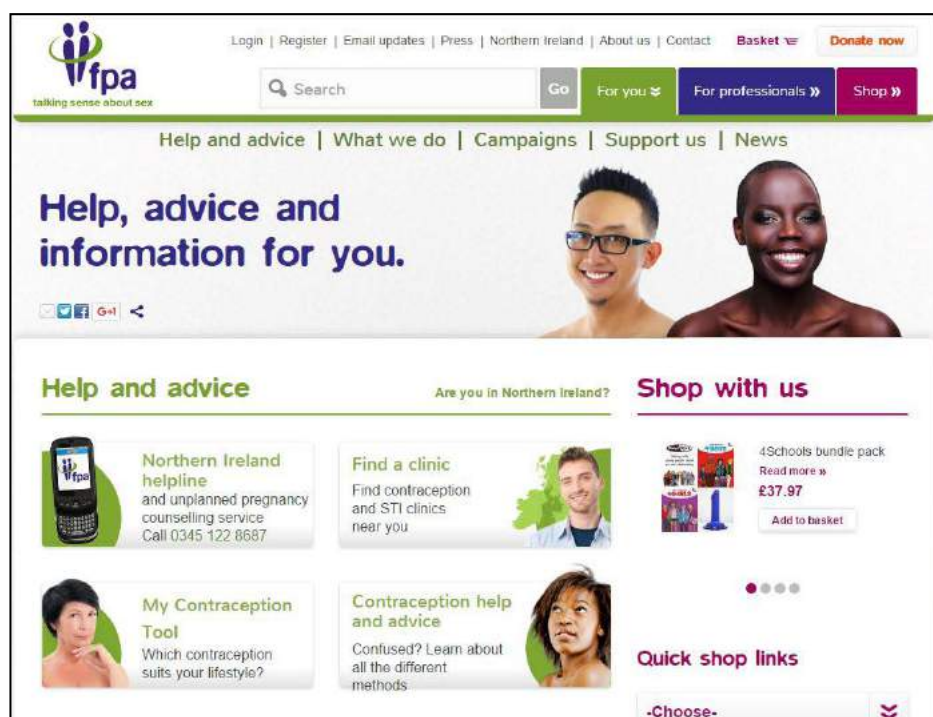 fpa
talking sense about sex
Login | Register | Email updates | Press | Northern Ireland | About us | Contact Basket Donate now
Search Go For you For professionals » Shop »
Help and advice | What we do | Campaigns | Support us | News
Help, advice and
information for you.
G+1
Help and advice
Are you in Northern Ireland?
Northern Ireland
helpline
and unplanned pregnancy
counselling service
Call 0345 122 8687
fpa
Find a clinic
Find contraception
and STI clinics
near you
My Contraception
Tool
Which contraception
suits your lifestyle?
Contraception help
and advice
Confused? Learn about
all the different
methods
Shop with us
4Schools bundle pack
Read more »
£37.97
Add to basket
Quick shop links
-Choose-